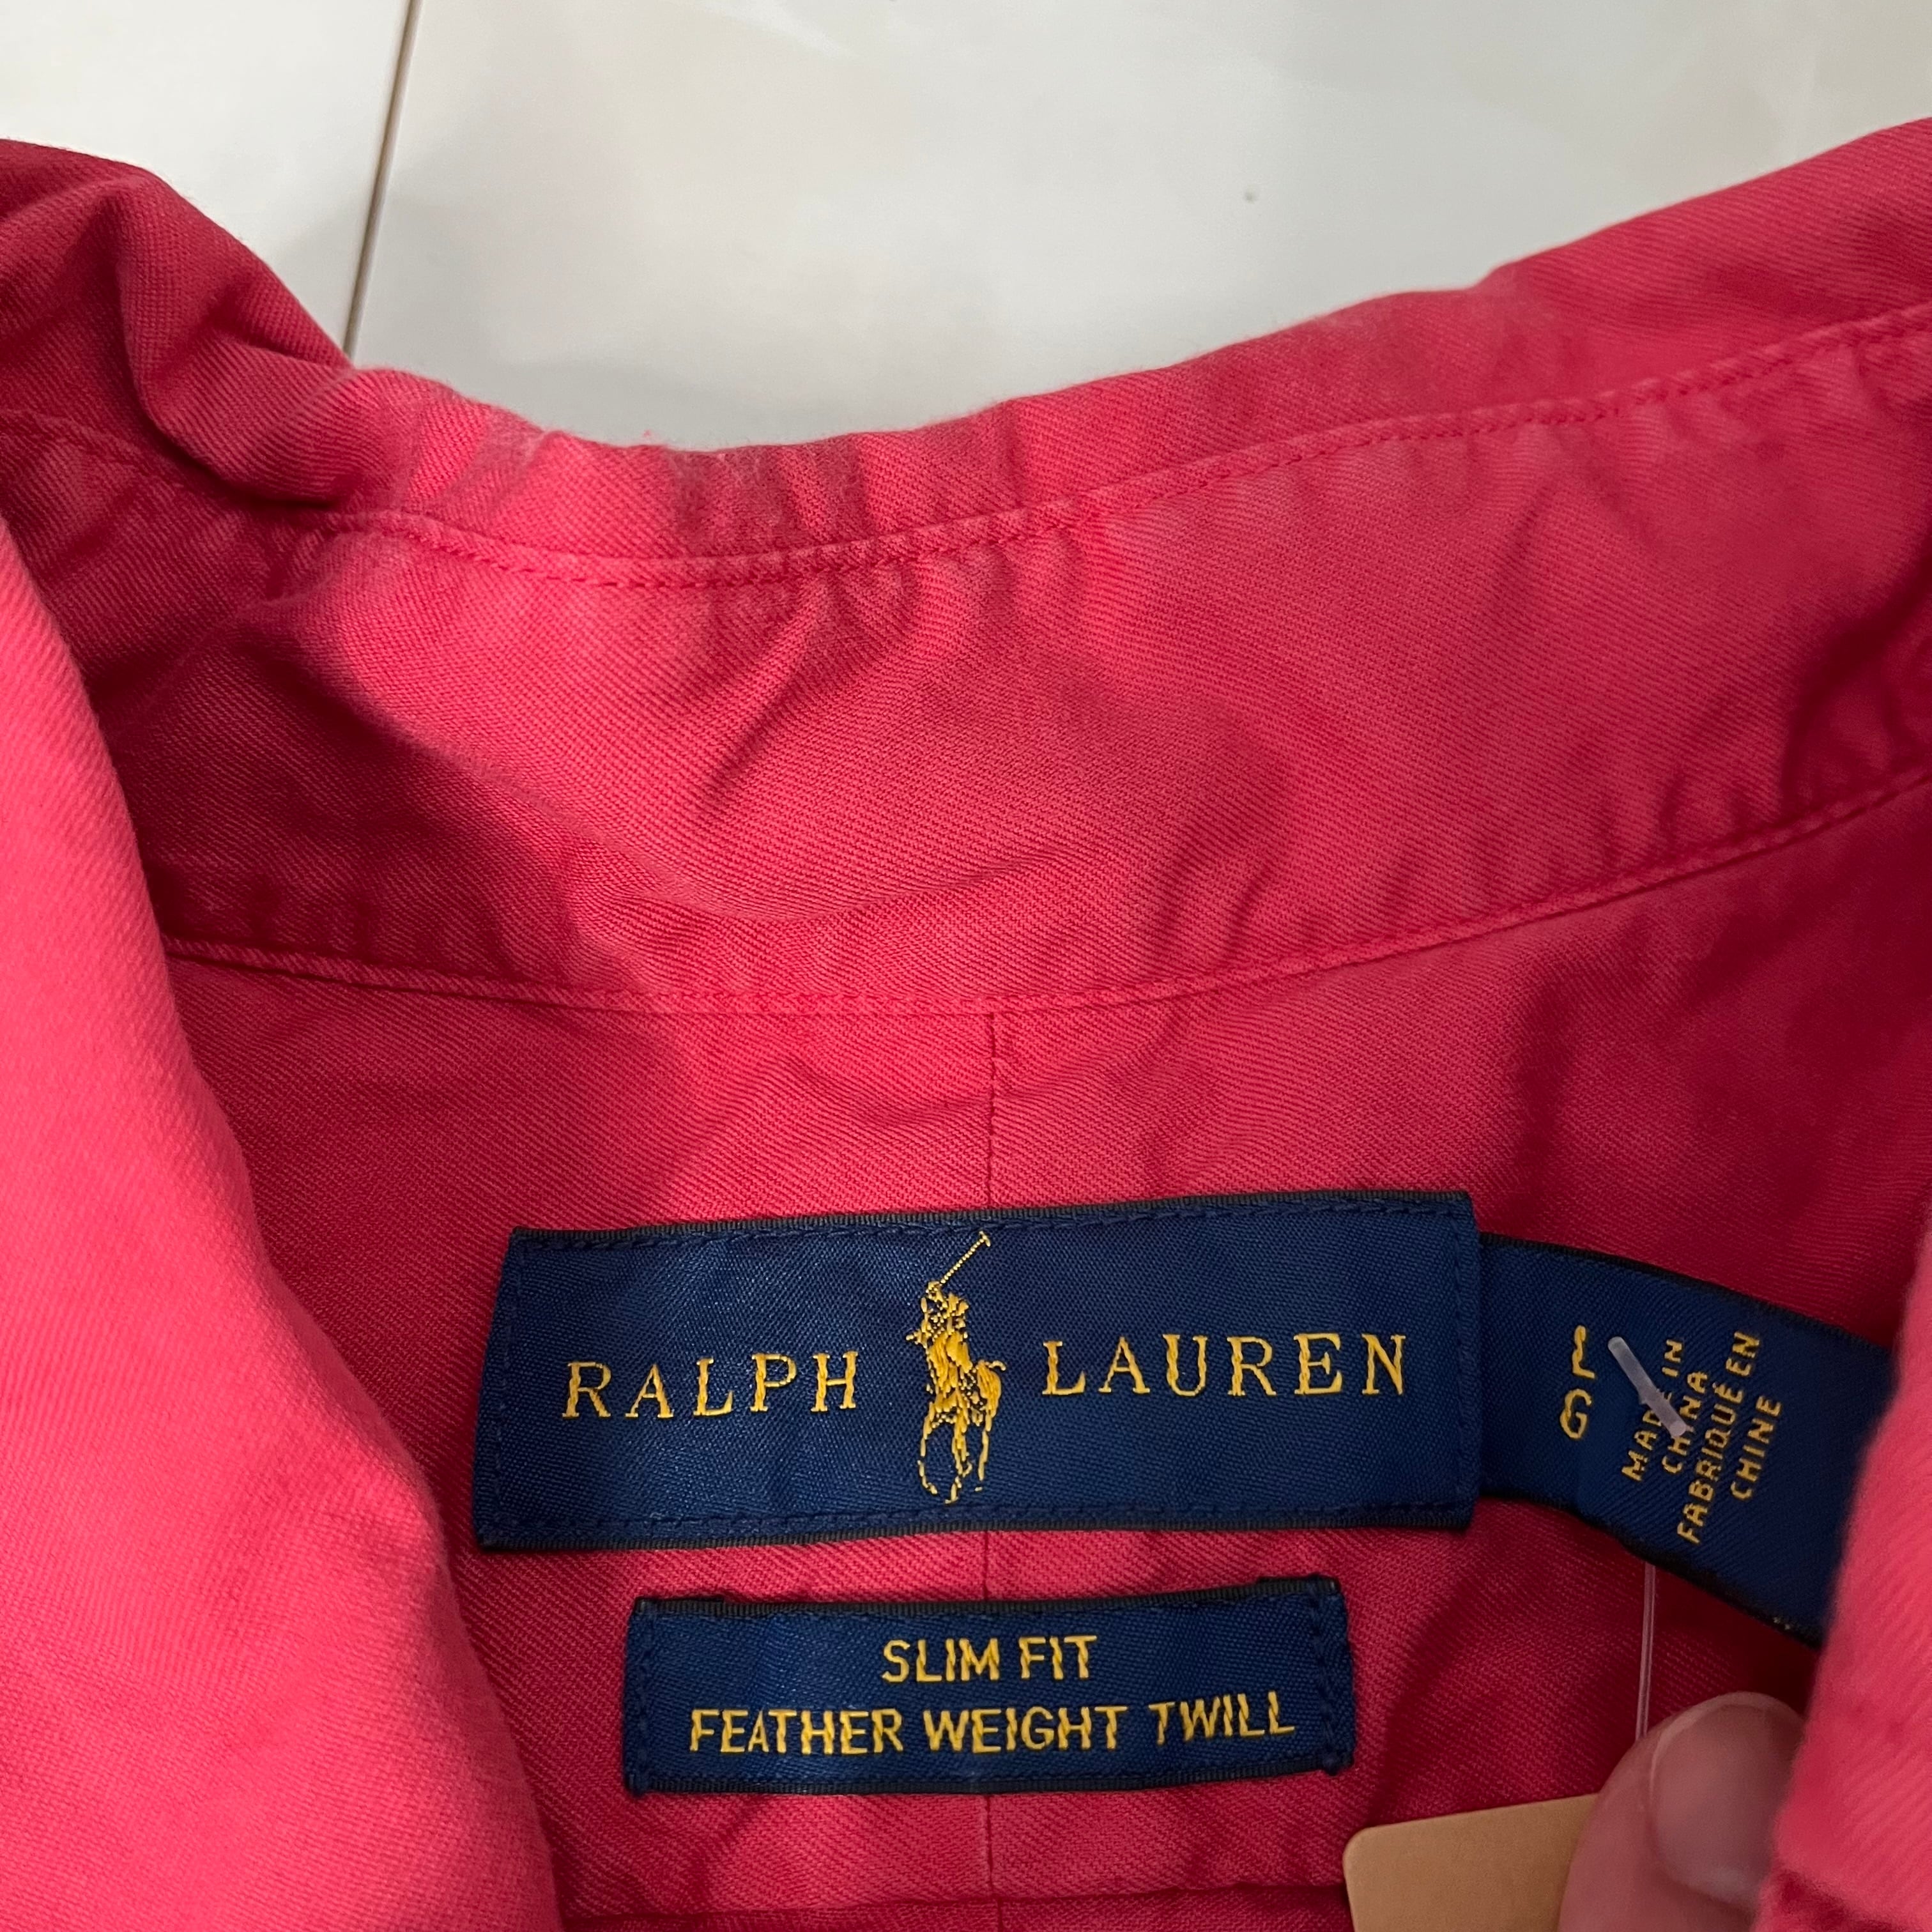 RALPH LAUREN
SLIM FIT
FEATHER WEIGHT TWILL
G L
MADE IN
CHINA
FABRIQUÉ EN
CHINE